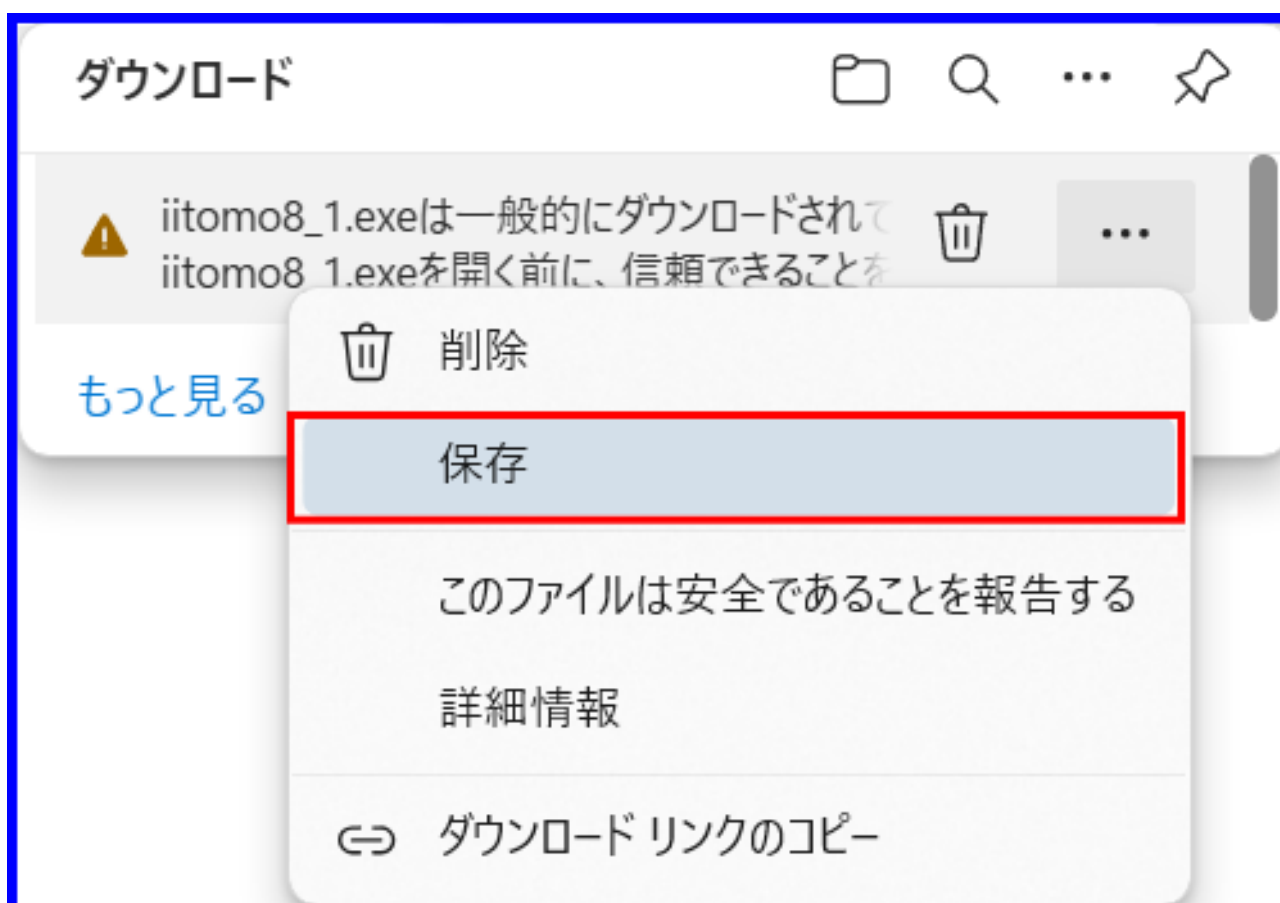 ダウンロード
iitomo8_1.exeは一般的にダウンロードされて
iitomo8_1.exeを開く前に、信頼できることを
もっと見る
削除
保存
このファイルは安全であることを報告する
詳細情報
ダウンロード リンクのコピー